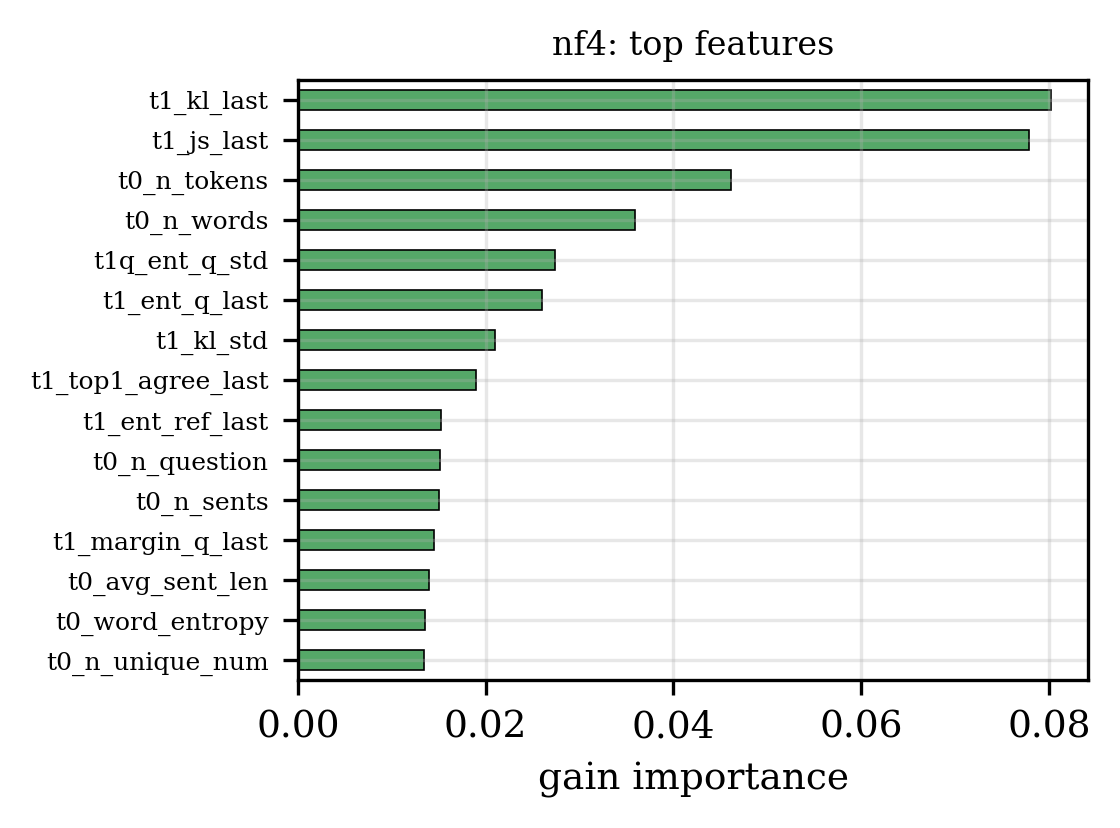 nf4: top features
t1_kl_last
t1_js_last
t0_n_tokens
t0_n_words
t1q_ent_q_std
t1_ent_q_last
t1_kl_std
t1_top1_agree_last
t1_ent_ref_last
t0_n_question
t0_n_sents
t1_margin_q_last
t0_avg_sent_len
t0_word_entropy
t0_n_unique_num
0.00 0.02 0.04 0.06 0.08
gain importance